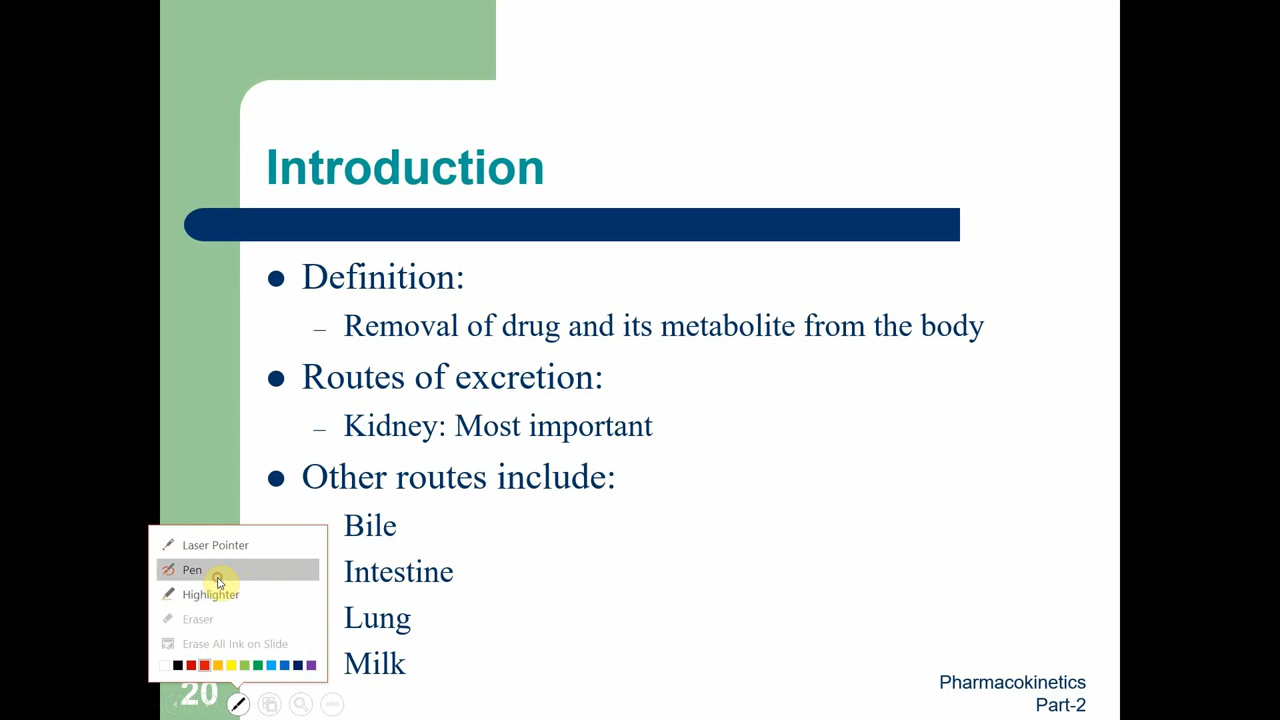 Introduction
Definition:
– Removal of drug and its metabolite from the body
Routes of excretion:
– Kidney: Most important
Other routes include:
Bile
Intestine
Lung
Milk
Laser Pointer
Pen
Highlighter
Eraser
Erase All Ink on Slide
20
Pharmacokinetics
Part-2